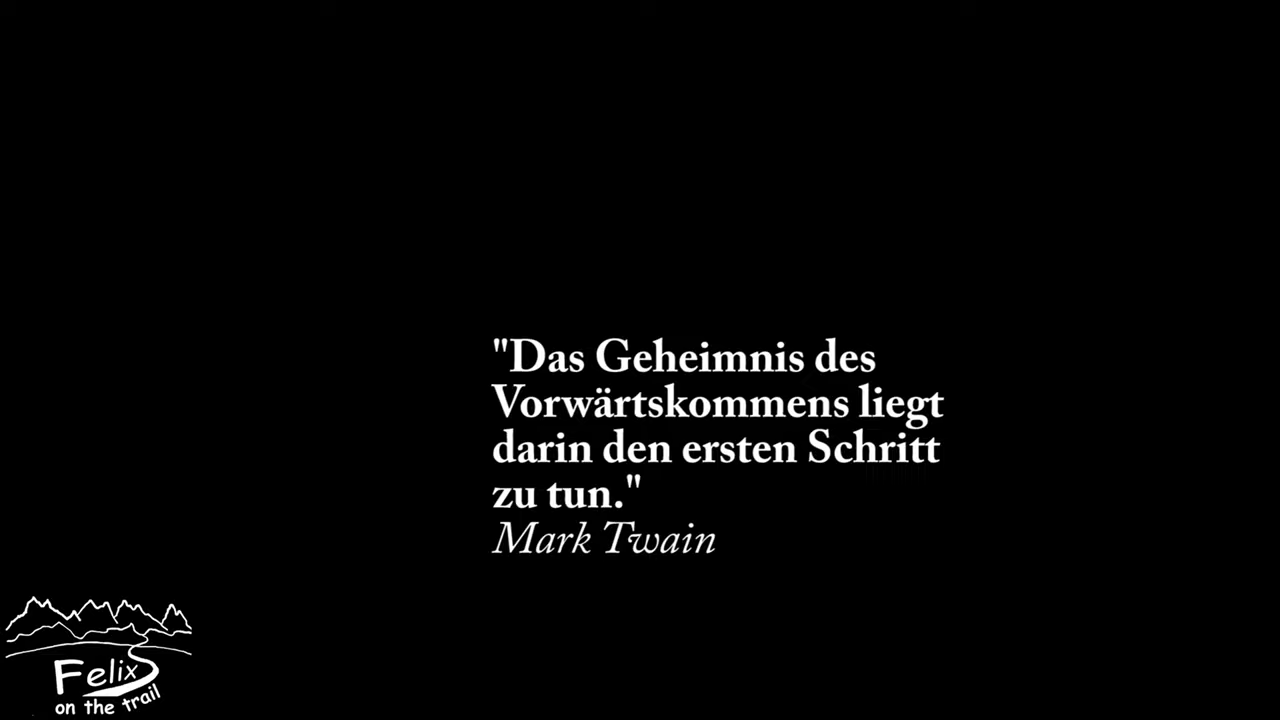 "Das Geheimnis des
Vorwärtskommens liegt
darin den ersten Schritt
zu tun."
Mark Twain
Felix
on the trail